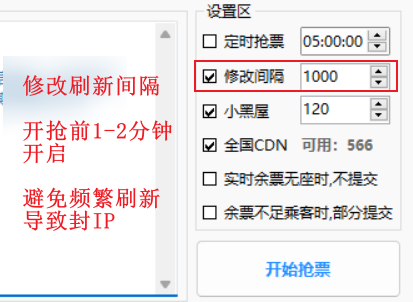 设置区
定时抢票 05:00:00
修改间隔 1000
小黑屋 120
全国CDN 可用：566
实时余票无座时,不提交
余票不足乘客时,部分提交
开始抢票
修改刷新间隔
开抢前1-2分钟
开启
避免频繁刷新
导致封IP